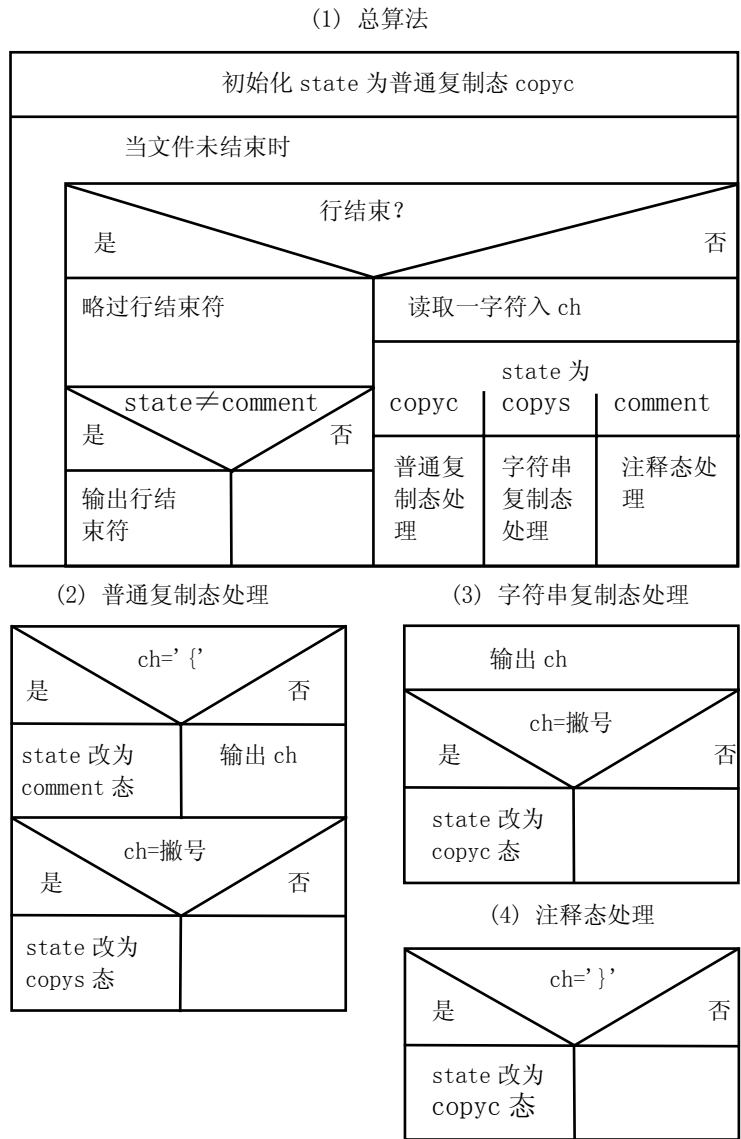 (1) 总算法
初始化 state 为普通复制态 copyc
当文件未结束时
行结束？
是
否
略过行结束符
读取一字符入 ch
state≠comment
是
否
输出行结
束符
state 为
copyc
copys
comment
普通复
制态处
理
字符串
复制态
处理
注释态处
理
(2) 普通复制态处理
ch='{'
是
否
state 改为
comment 态
输出 ch
ch=撇号
是
否
state 改为
copys 态
(3) 字符串复制态处理
输出 ch
ch=撇号
是
否
state 改为
copyc 态
(4) 注释态处理
ch='}'
是
否
state 改为
copyc 态